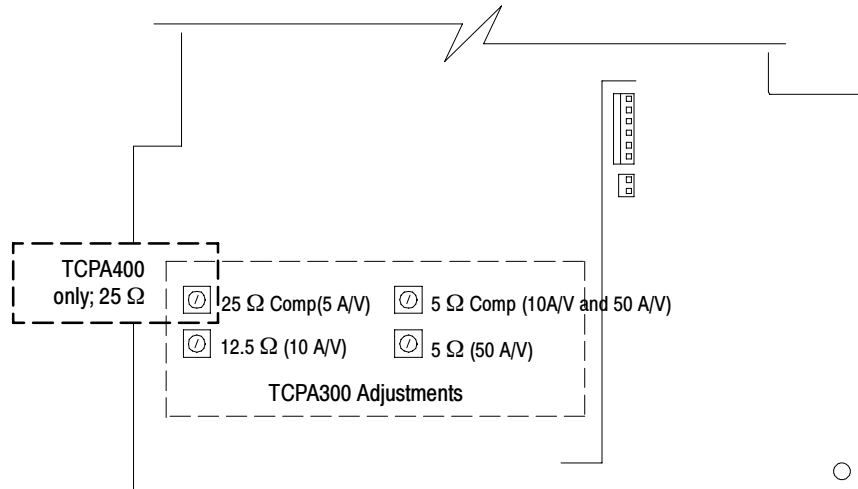 TCPA400
only; 25 Ω
25 Ω Comp(5 A/V)
5 Ω Comp (10A/V and 50 A/V)
12.5 Ω (10 A/V)
5 Ω (50 A/V)
TCPA300 Adjustments